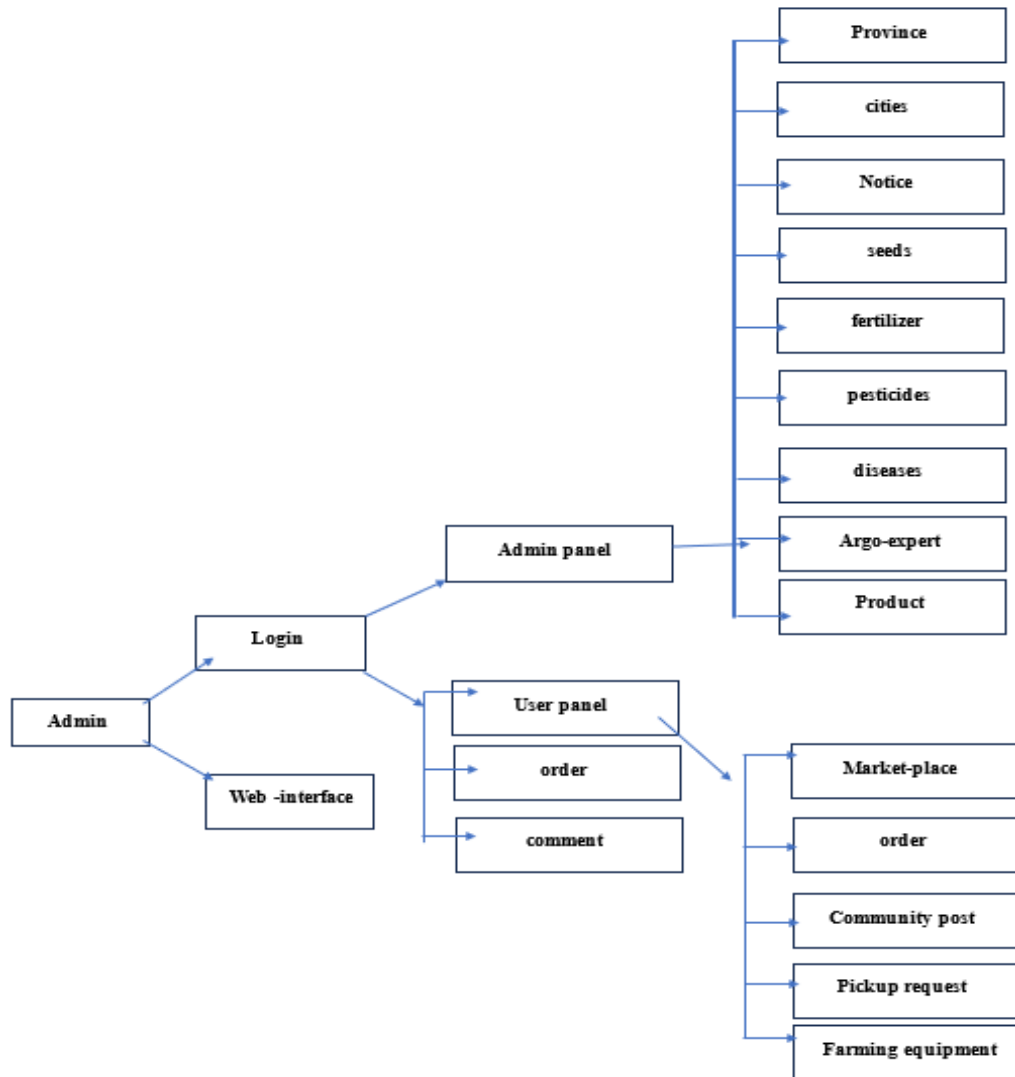 Province
cities
Notice
seeds
fertilizer
pesticides
diseases
Admin panel
Argo-expert
Product
Login
User panel
Admin
order
Web -interface
comment
Market-place
order
Community post
Pickup request
Farming equipment